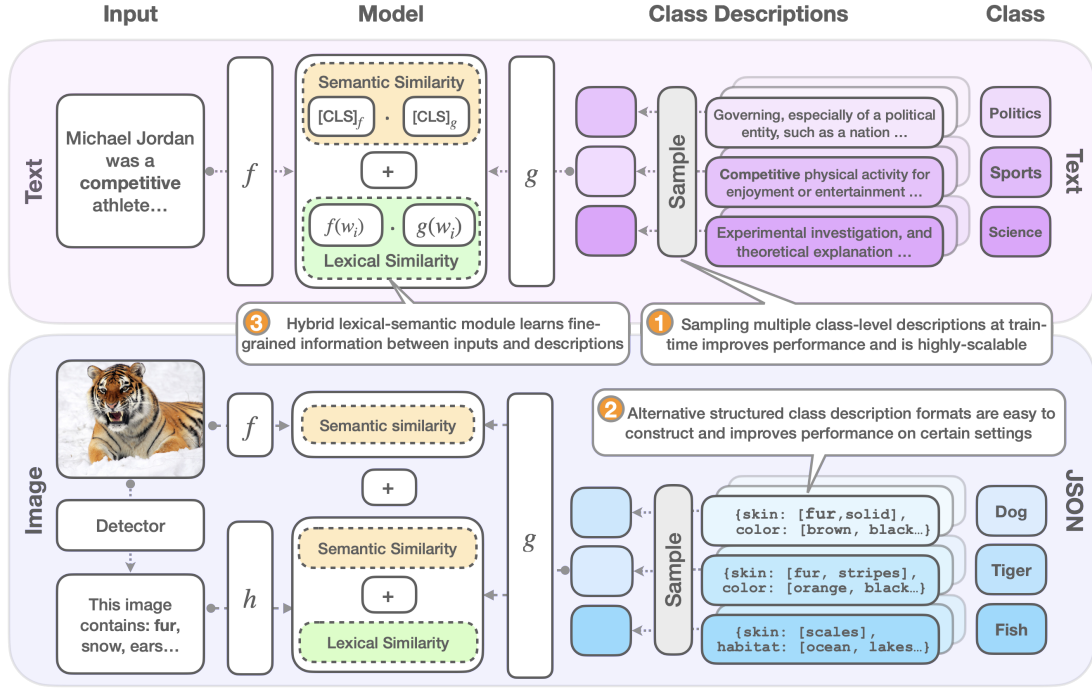 Input
Model
Class Descriptions
Class
Text
Michael Jordan
was a
competitive
athlete…
f
Semantic Similarity
[CLS]f · [CLS]g
+
f(wi) · g(wi)
Lexical Similarity
g
Sample
Governing, especially of a political
entity, such as a nation …
Competitive physical activity for
enjoyment or entertainment …
Experimental investigation, and
theoretical explanation …
Politics
Sports
Science
Text
3 Hybrid lexical-semantic module learns fine-
grained information between inputs and descriptions
1 Sampling multiple class-level descriptions at train-
time improves performance and is highly-scalable
Image
Detector
This image
contains: fur,
snow, ears…
f
h
Semantic similarity
+
Semantic Similarity
+
Lexical Similarity
g
2 Alternative structured class description formats are easy to
construct and improves performance on certain settings
Sample
{skin: [fur,solid],
color: [brown, black…}
{skin: [fur, stripes],
color: [orange, black…}
{skin: [scales],
habitat: [ocean, lakes…}
Dog
Tiger
Fish
JSON